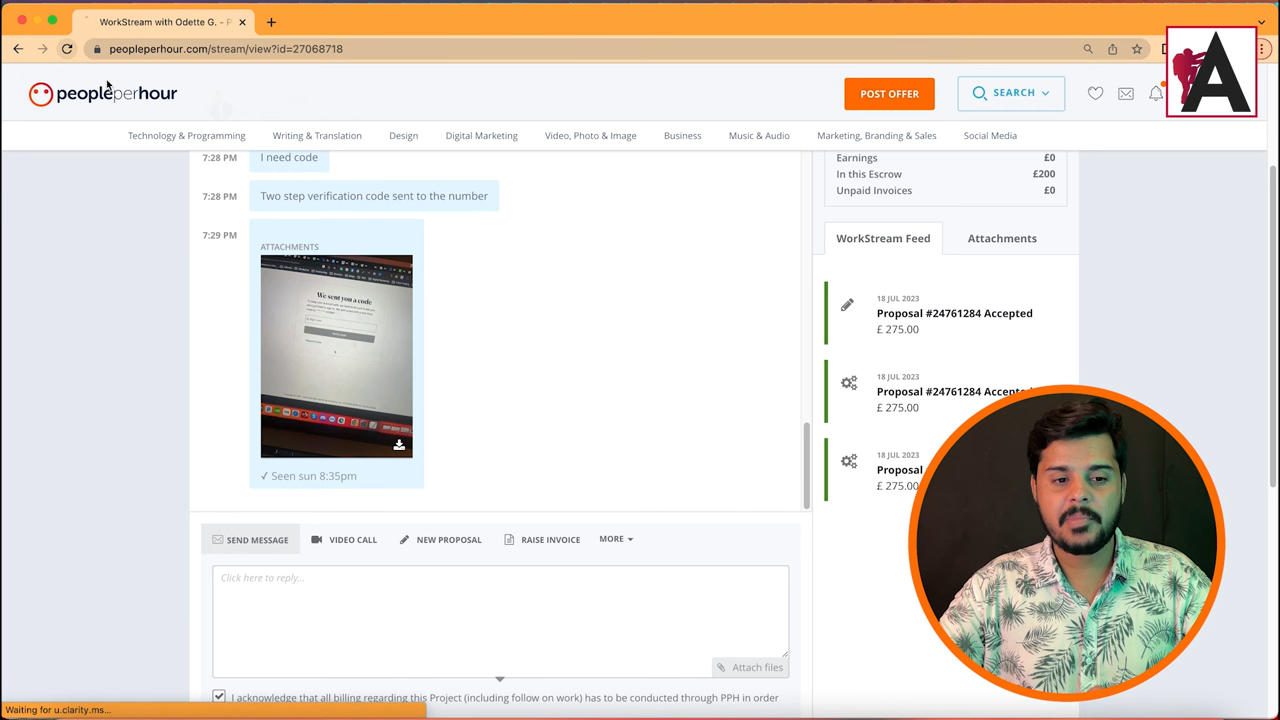 WorkStream with Odette G. - P
peopleperhour.com/stream/view?id=27068718
peopleperhour
POST OFFER
SEARCH
A
Technology & Programming
Writing & Translation
Design
Digital Marketing
Video, Photo & Image
Business
Music & Audio
Marketing, Branding & Sales
Social Media
7:28 PM
I need code
7:28 PM
Two step verification code sent to the number
7:29 PM
ATTACHMENTS
We sent you a code
✓ Seen sun 8:35pm
SEND MESSAGE
VIDEO CALL
NEW PROPOSAL
RAISE INVOICE
MORE
Click here to reply...
Attach files
I acknowledge that all billing regarding this Project (including follow on work) has to be conducted through PPH in order
Earnings £0
In this Escrow £200
Unpaid Invoices £0
WorkStream Feed
Attachments
18 JUL 2023
Proposal #24761284 Accepted
£ 275.00
18 JUL 2023
Proposal #24761284 Accepted
£ 275.00
18 JUL 2023
Proposal
£ 275.00
Waiting for u.clarity.ms...